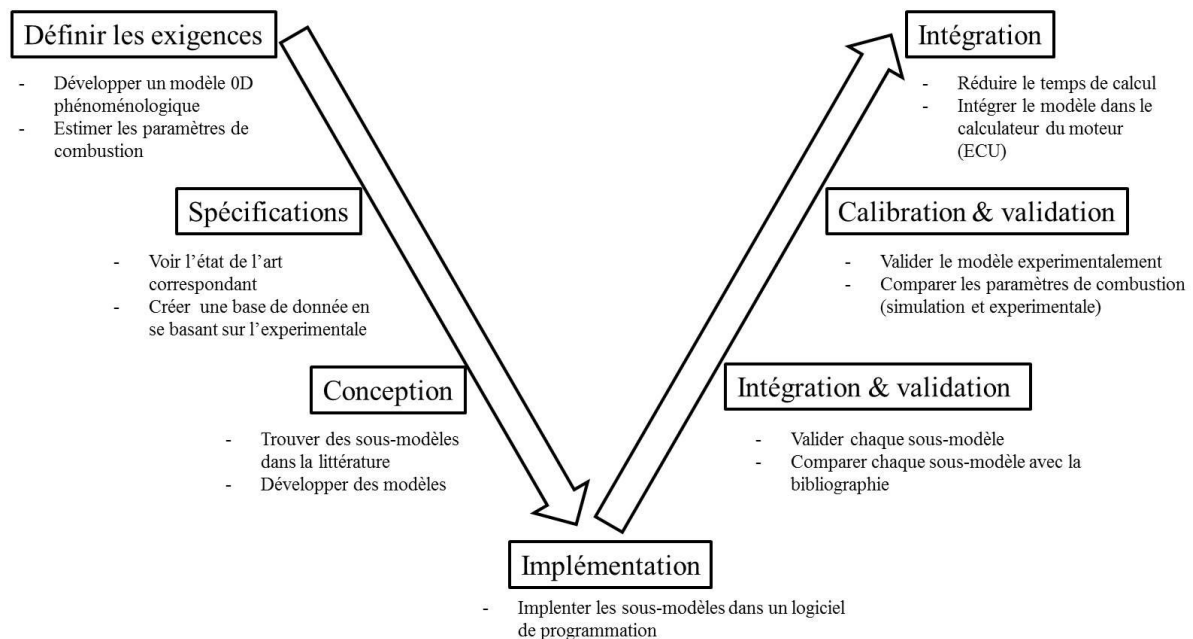 Définir les exigences
- Développer un modèle 0D
phénoménologique
- Estimer les paramètres de
combustion
Spécifications
- Voir l'état de l'art
correspondant
- Créer une base de donnée en
se basant sur l'experimentale
Conception
- Trouver des sous-modèles
dans la littérature
- Développer des modèles
Implémentation
- Implenter les sous-modèles dans un logiciel
de programmation
Intégration & validation
- Valider chaque sous-modèle
- Comparer chaque sous-modèle avec la
bibliographie
Calibration & validation
- Valider le modèle experimentalement
- Comparer les paramètres de combustion
(simulation et experimentale)
Intégration
- Réduire le temps de calcul
- Intégrer le modèle dans le
calculateur du moteur
(ECU)